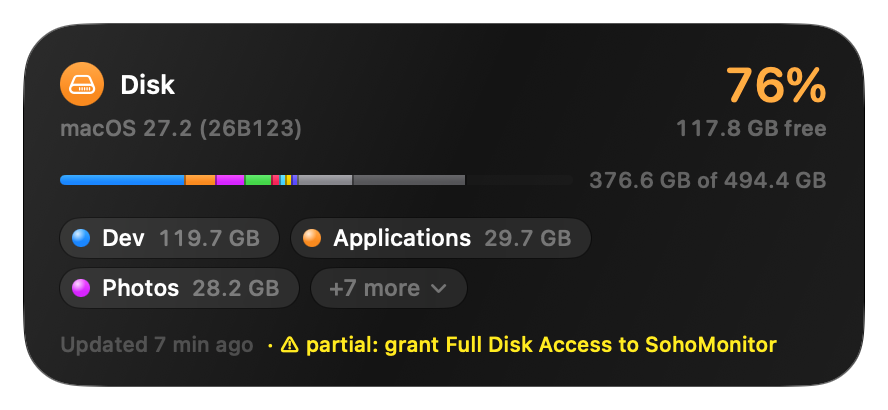 Disk
76%
macOS 27.2 (26B123)
117.8 GB free
376.6 GB of 494.4 GB
Dev 119.7 GB
Applications 29.7 GB
Photos 28.2 GB
+7 more
Updated 7 min ago · ⚠ partial: grant Full Disk Access to SohoMonitor